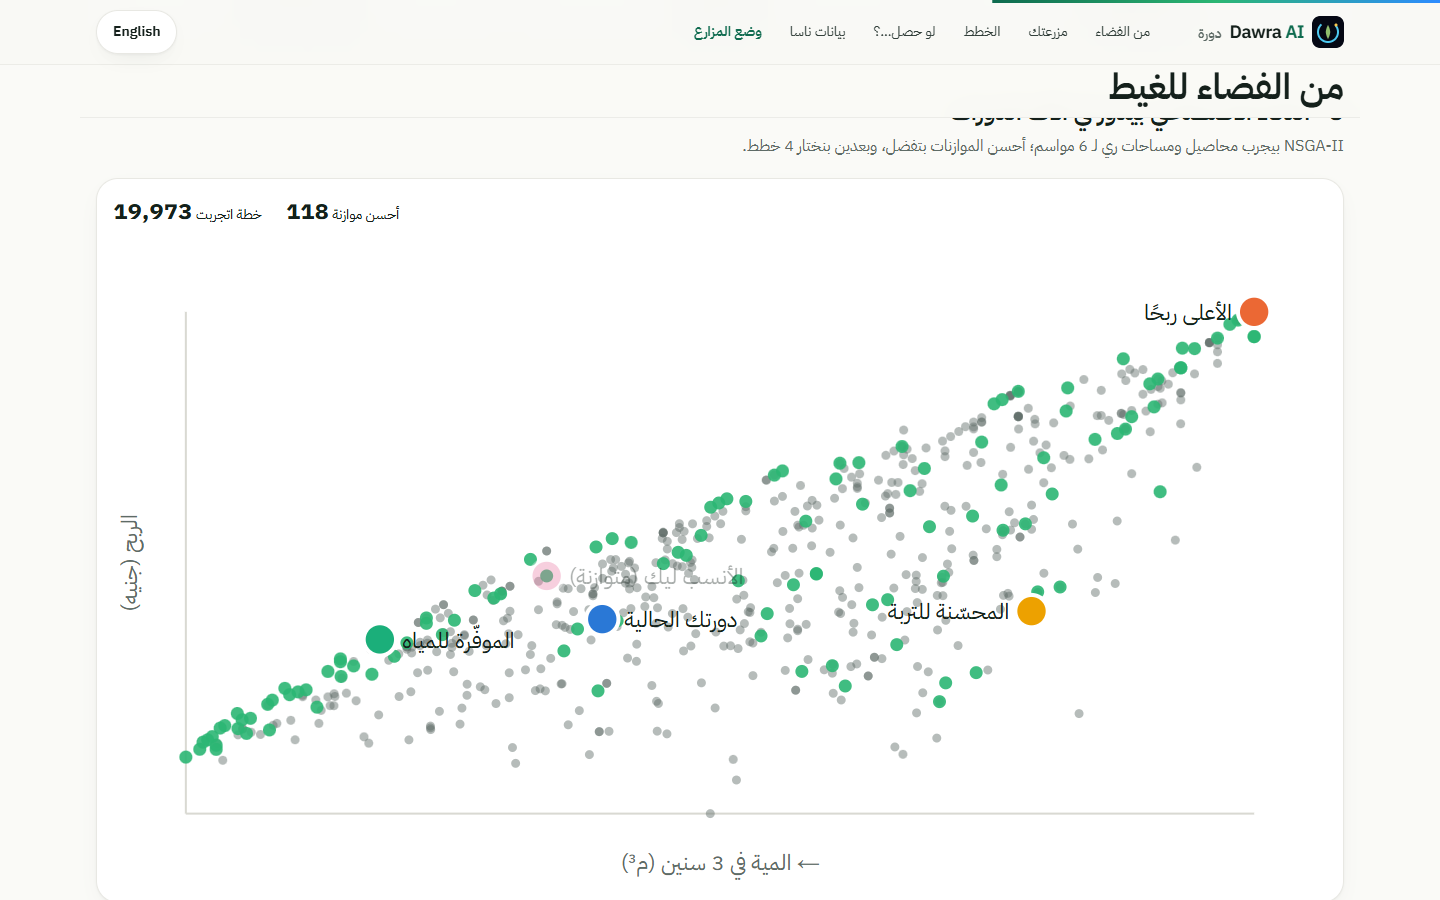 Dawra AI دورة
من الفضاء
مزرعتك
الخطط
لو حصل...؟
بيانات ناسا
وضع المزارع
English
من الفضاء للغيط
NSGA-II بيجرب محاصيل ومساحات ري لـ 6 مواسم؛ أحسن الموازنات بتفضل، وبعدين بنختار 4 خطط.
118 أحسن موازنة
19,973 خطة اتجربت
الأعلى ربحًا
الأنسب ليك (متوازنة)
المحسّنة للتربة
دورتك الحالية
الموفّرة للمياه
الربح (جنيه)
المية في 3 سنين (م³) ←